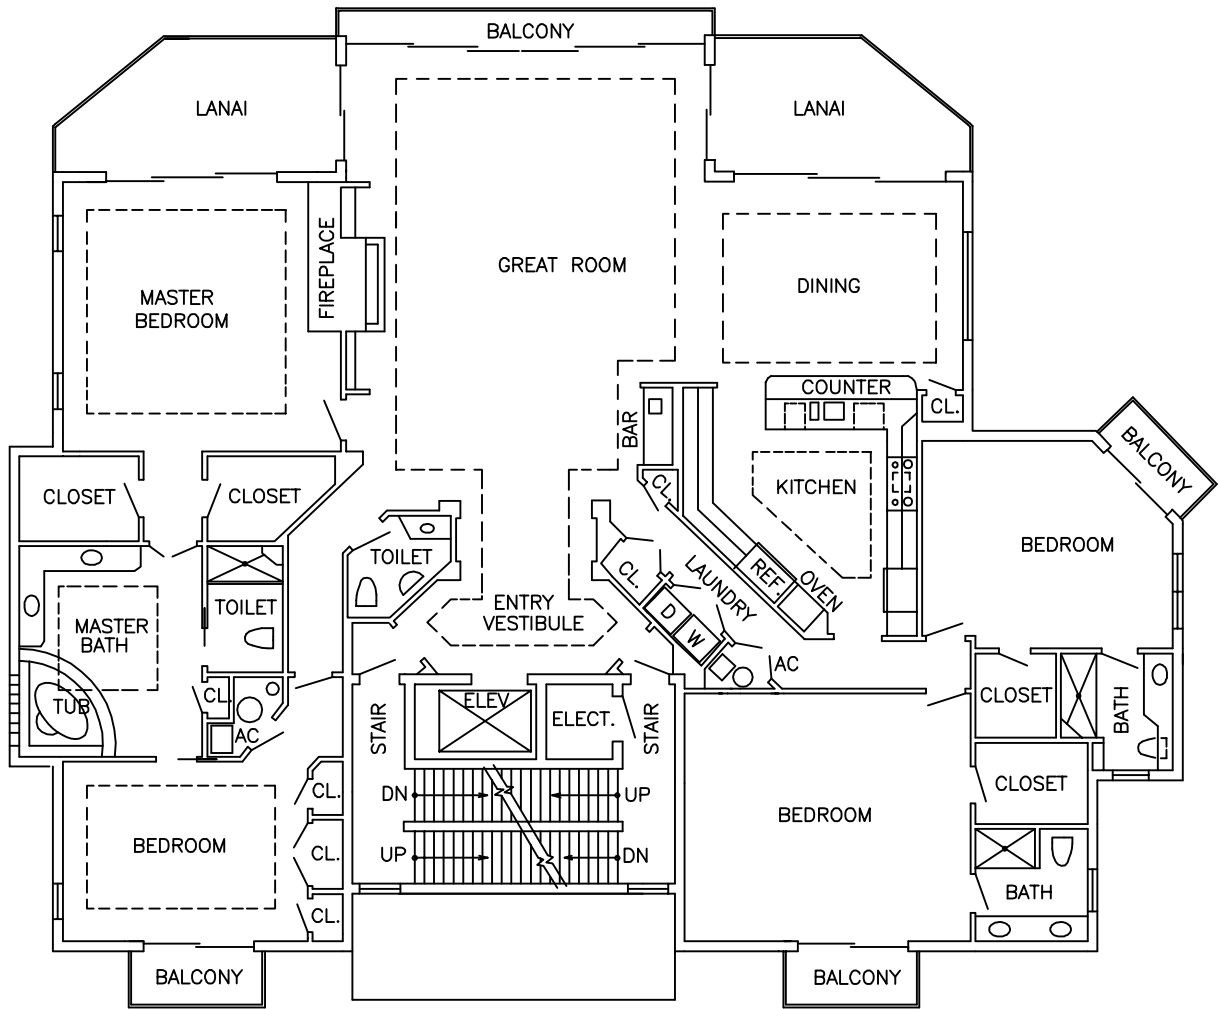 BALCONY
LANAI
LANAI
FIREPLACE
GREAT ROOM
DINING
MASTER
BEDROOM
COUNTER
CL.
BAR
BALCONY
CLOSET
CLOSET
CL.
KITCHEN
BEDROOM
TOILET
LAUNDRY
REF.
OVEN
CL.
TOILET
ENTRY
VESTIBULE
D
W
MASTER
BATH
AC
CL.
TUB
AC
STAIR
ELEV
ELECT.
STAIR
CLOSET
BATH
CLOSET
CL.
DN
UP
BEDROOM
BEDROOM
CL.
UP
DN
BATH
CL.
BALCONY
BALCONY